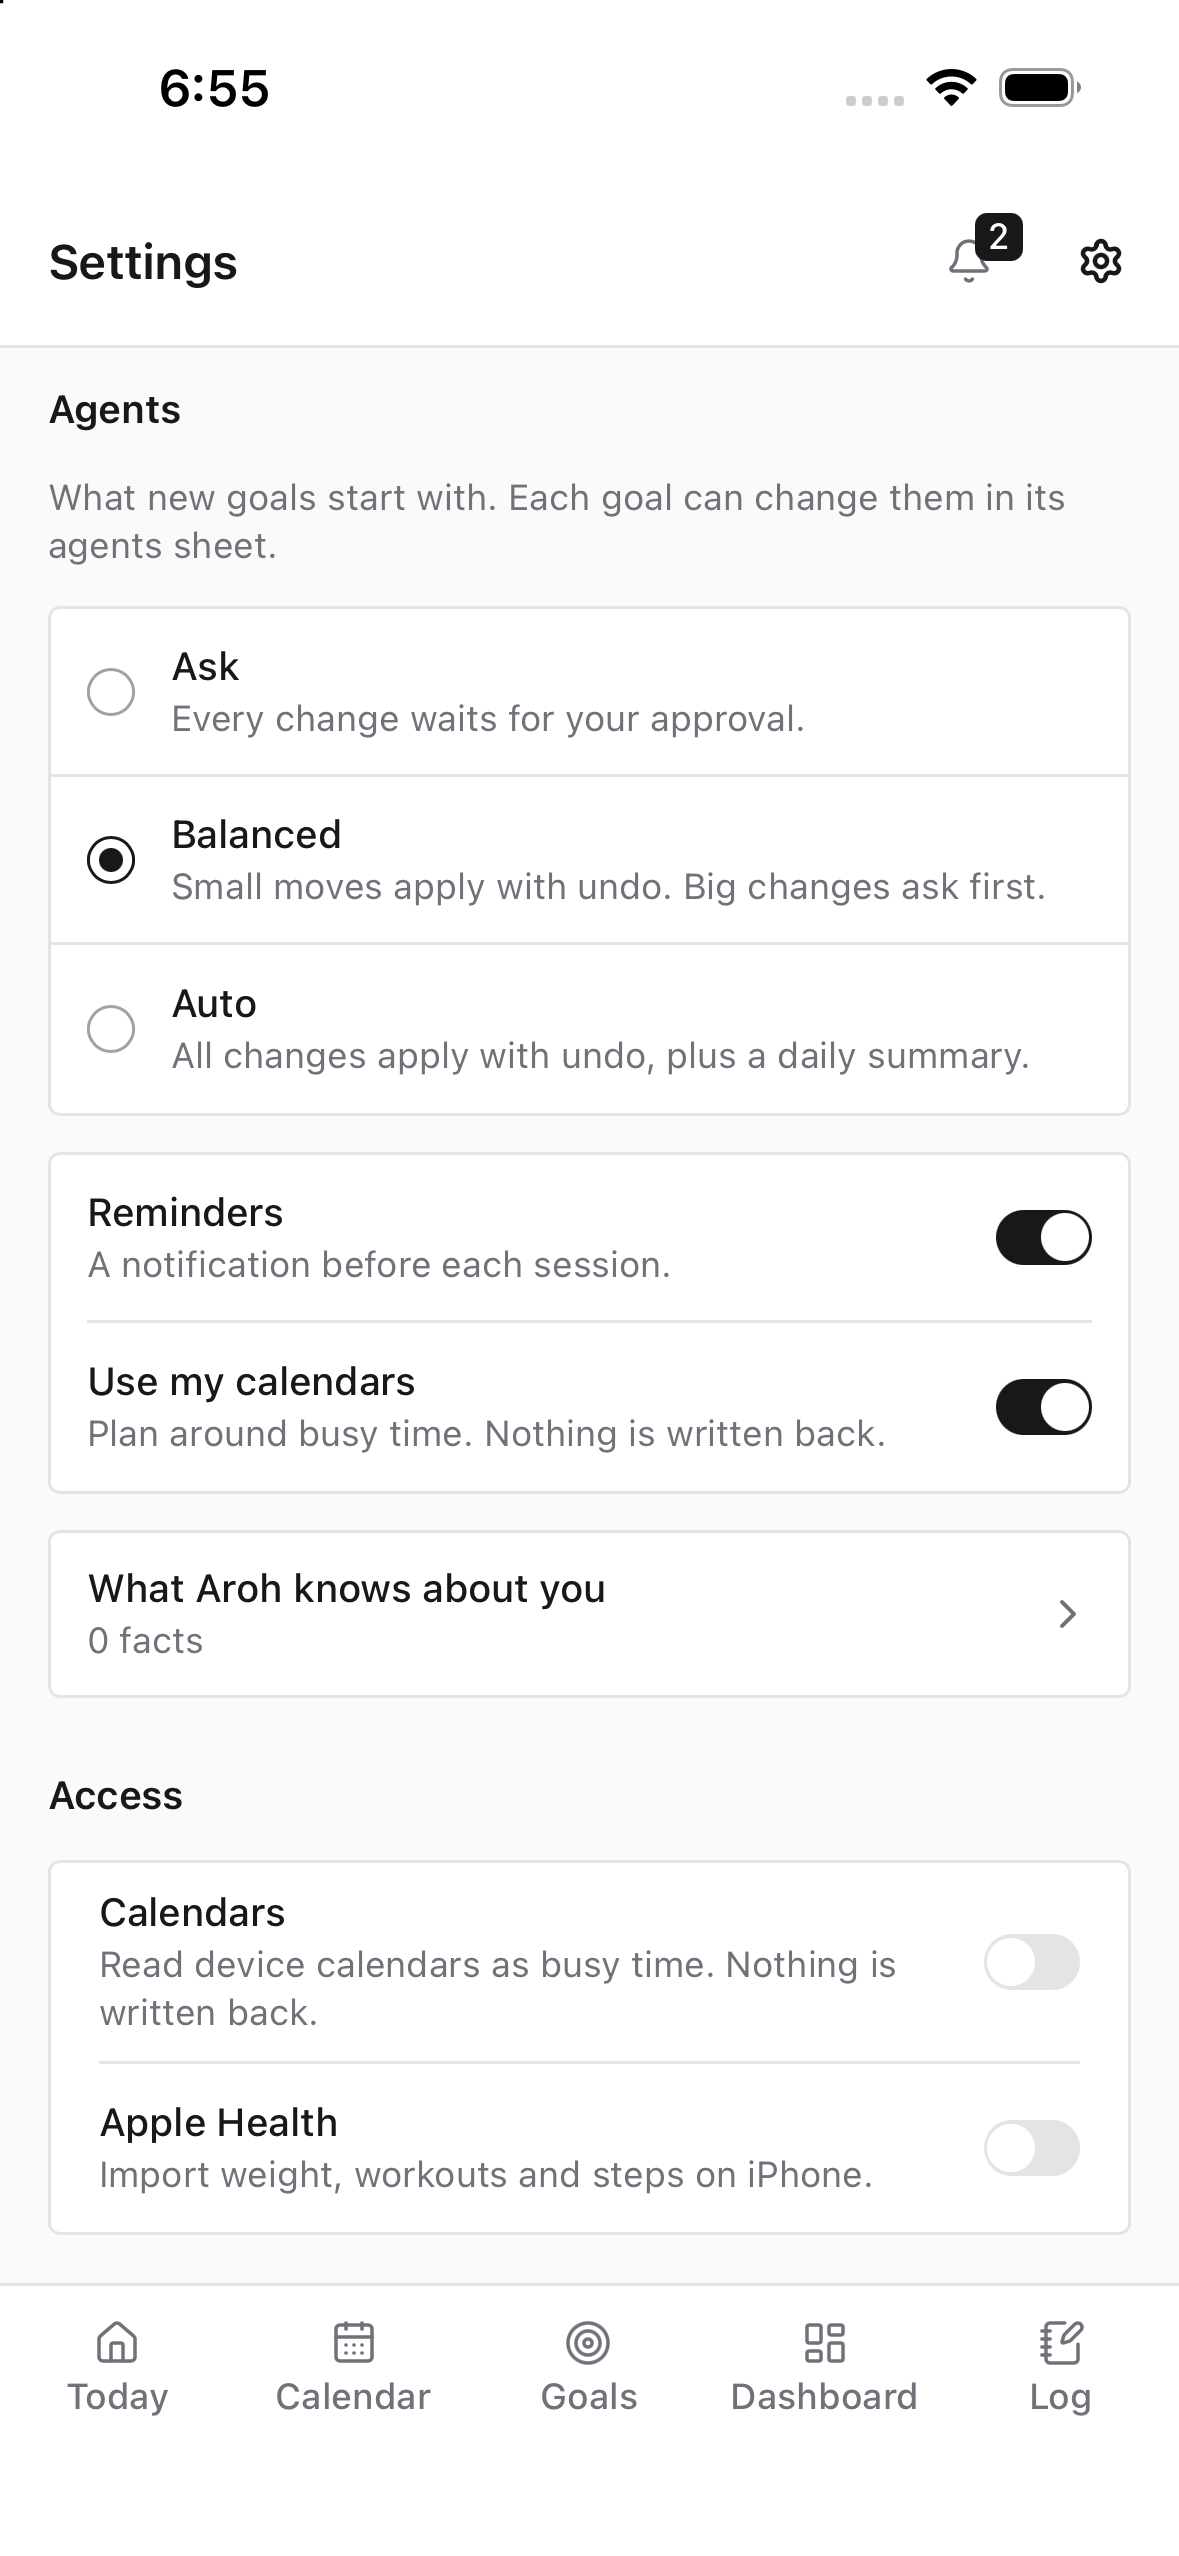 6:55
Settings
2
Agents
What new goals start with. Each goal can change them in its
agents sheet.
Ask
Every change waits for your approval.
Balanced
Small moves apply with undo. Big changes ask first.
Auto
All changes apply with undo, plus a daily summary.
Reminders
A notification before each session.
Use my calendars
Plan around busy time. Nothing is written back.
What Aroh knows about you
0 facts
Access
Calendars
Read device calendars as busy time. Nothing is
written back.
Apple Health
Import weight, workouts and steps on iPhone.
Today
Calendar
Goals
Dashboard
Log